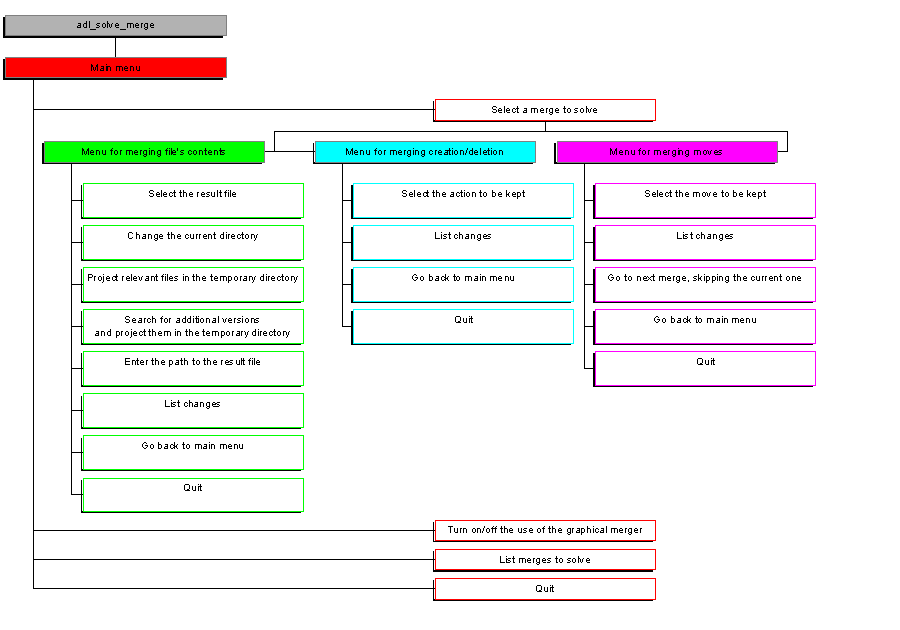 adl_solve_merge
Main menu
Select a merge to solve
Menu for merging file's contents
Select the result file
Change the current directory
Project relevant files in the temporary directory
Search for additional versions
and project them in the temporary directory
Enter the path to the result file
List changes
Go back to main menu
Quit
Menu for merging creation/deletion
Select the action to be kept
List changes
Go back to main menu
Quit
Menu for merging moves
Select the move to be kept
List changes
Go to next merge, skipping the current one
Go back to main menu
Quit
Turn on/off the use of the graphical merger
List merges to solve
Quit